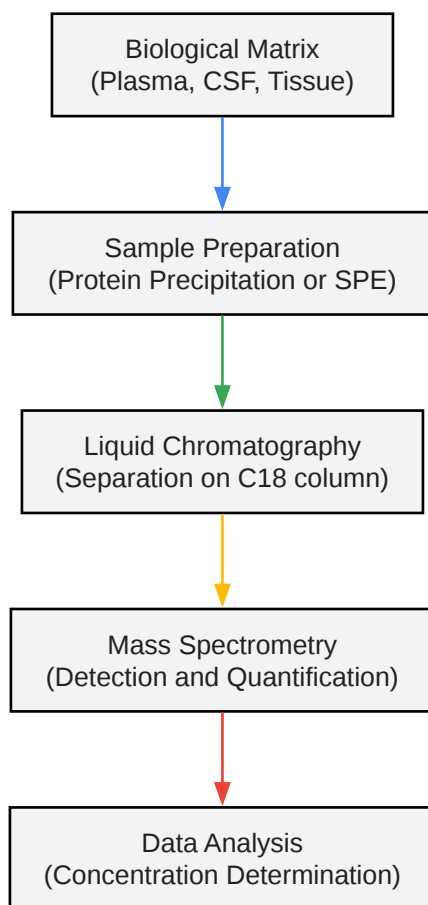 Biological Matrix
(Plasma, CSF, Tissue)
Sample Preparation
(Protein Precipitation or SPE)
Liquid Chromatography
(Separation on C18 column)
Mass Spectrometry
(Detection and Quantification)
Data Analysis
(Concentration Determination)